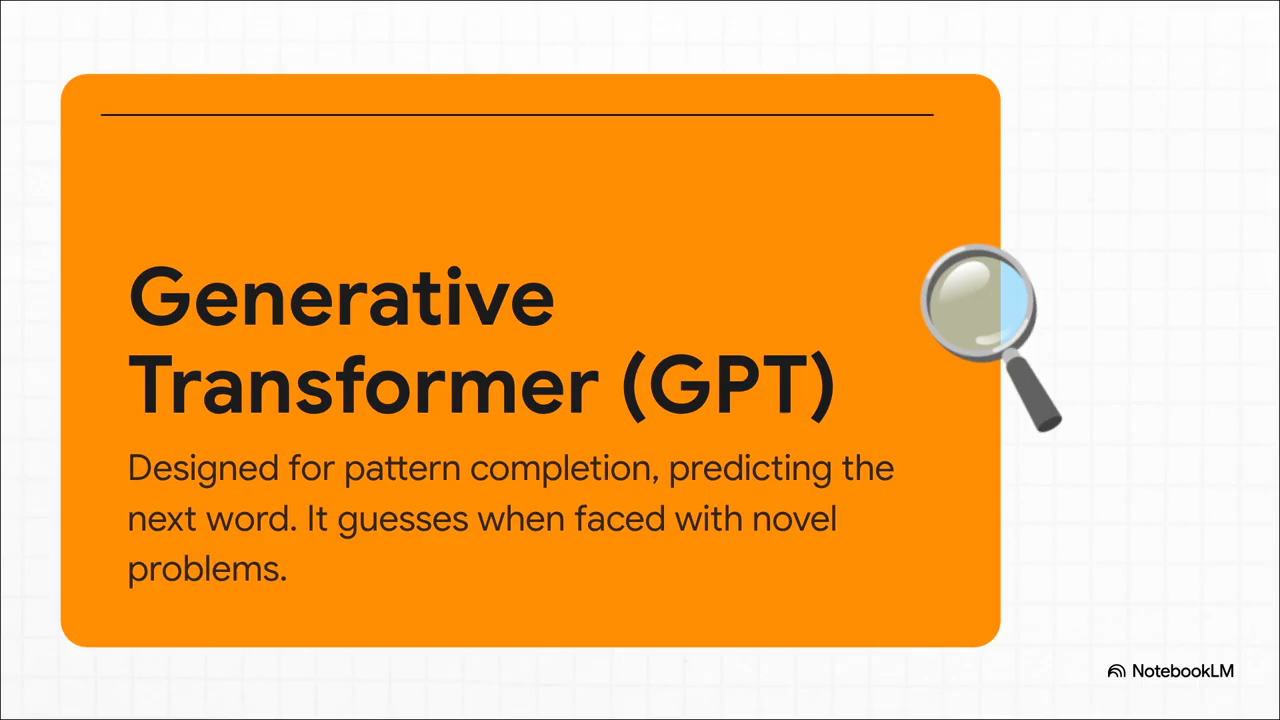 Generative
Transformer (GPT)
Designed for pattern completion, predicting the
next word. It guesses when faced with novel
problems.
NotebookLM